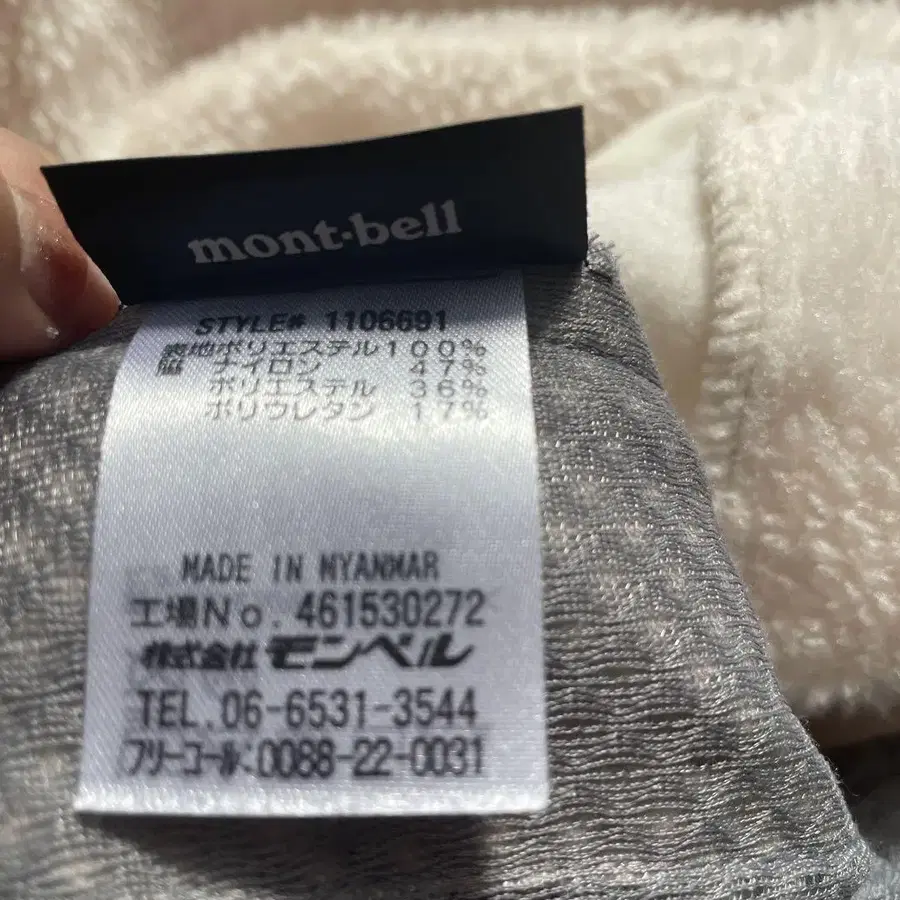 mont-bell
STYLE# 1106691
表地ポリエステル100%
脇 ナイロン 47%
ポリエステル 36%
ポリウレタン 17%
MADE IN MYANMAR
工場No.461530272
株式会社モンベル
TEL.06-6531-3544
フリーコール:0088-22-0031